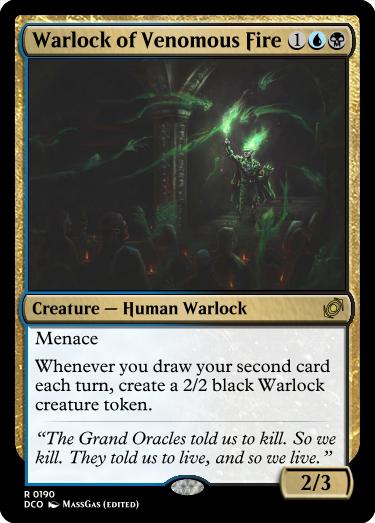 Warlock of Venomous Fire 1
Creature — Human Warlock
Menace
Whenever you draw your second card
each turn, create a 2/2 black Warlock
creature token.
“The Grand Oracles told us to kill. So we
kill. They told us to live, and so we live.”
2/3
R 0190
DCO MassGas (edited)